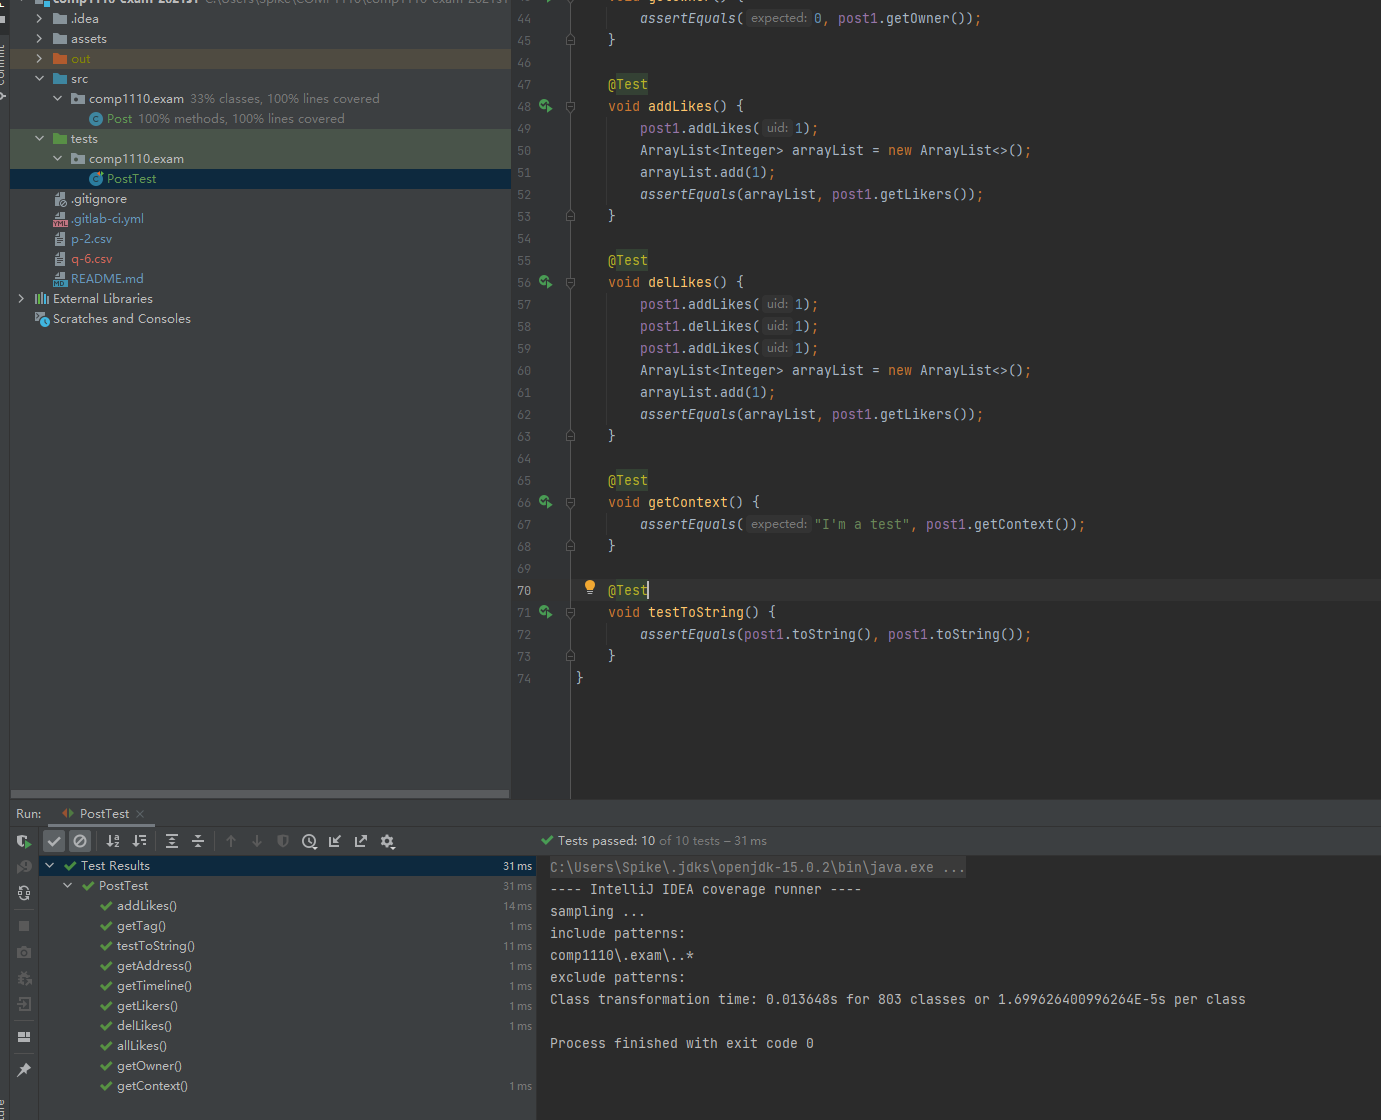 .idea
assets
out
src
comp1110.exam 33% classes, 100% lines covered
Post 100% methods, 100% lines covered
tests
comp1110.exam
PostTest
.gitignore
.gitlab-ci.yml
p-2.csv
q-6.csv
README.md
External Libraries
Scratches and Consoles
44 assertEquals( expected: 0, post1.getOwner());
45 }
46
47 @Test
48 void addLikes() {
49 post1.addLikes( uid: 1);
50 ArrayList<Integer> arrayList = new ArrayList<>();
51 arrayList.add(1);
52 assertEquals(arrayList, post1.getLikers());
53 }
54
55 @Test
56 void delLikes() {
57 post1.addLikes( uid: 1);
58 post1.delLikes( uid: 1);
59 post1.addLikes( uid: 1);
60 ArrayList<Integer> arrayList = new ArrayList<>();
61 arrayList.add(1);
62 assertEquals(arrayList, post1.getLikers());
63 }
64
65 @Test
66 void getContext() {
67 assertEquals( expected: "I'm a test", post1.getContext());
68 }
69
70 @Test
71 void testToString() {
72 assertEquals(post1.toString(), post1.toString());
73 }
74 }
Run: PostTest
Tests passed: 10 of 10 tests – 31 ms
Test Results 31 ms
PostTest 31 ms
addLikes() 14 ms
getTag() 1 ms
testToString() 11 ms
getAddress() 1 ms
getTimeline() 1 ms
getLikers() 1 ms
delLikes() 1 ms
allLikes()
getOwner()
getContext() 1 ms
C:\Users\Spike\.jdks\openjdk-15.0.2\bin\java.exe ...
---- IntelliJ IDEA coverage runner ----
sampling ...
include patterns:
comp1110\.exam\..*
exclude patterns:
Class transformation time: 0.013648s for 803 classes or 1.699626400996264E-5s per class
Process finished with exit code 0